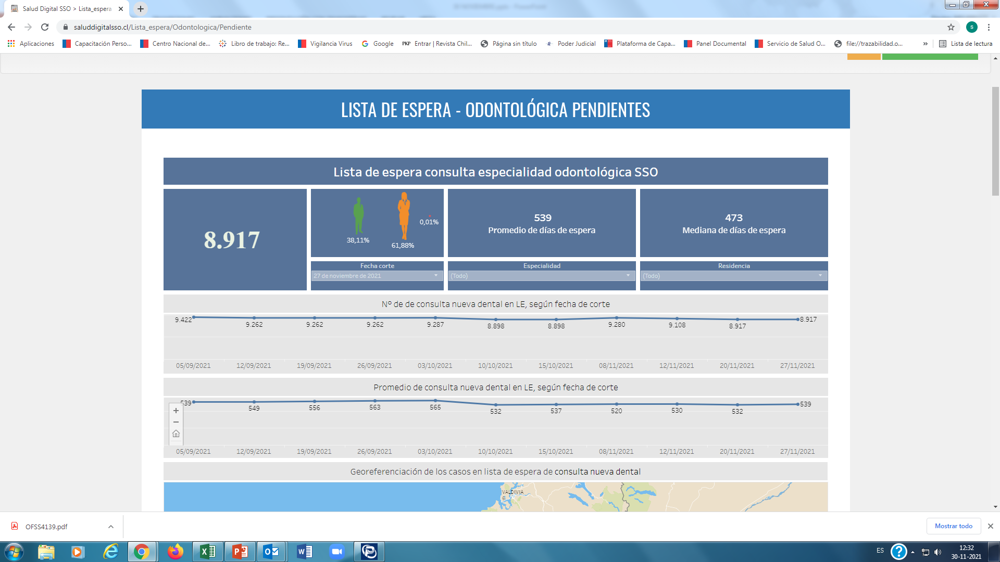 Salud Digital SSO > Lista_espera
saluddigitalsso.cl/Lista_espera/Odontologica/Pendiente
S
Aplicaciones
Capacitación Perso...
Centro Nacional de...
Libro de trabajo: Re...
Vigilancia Virus
Google
PKP Entrar | Revista Chil...
Página sin título
Poder Judicial
Plataforma de Capa...
Panel Documental
Servicio de Salud O...
file://trazabilidad.o...
»
Lista de lectura
LISTA DE ESPERA - ODONTOLÓGICA PENDIENTES
Lista de espera consulta especialidad odontológica SSO
8.917
38,11%
61,88%
0,01%
539
Promedio de días de espera
473
Mediana de días de espera
Fecha corte
27 de noviembre de 2021
Especialidad
(Todo)
Residencia
(Todo)
Nº de de consulta nueva dental en LE, según fecha de corte
9.422 9.262 9.262 9.262 9.287 8.898 8.898 9.280 9.108 8.917 8.917
05/09/2021 12/09/2021 19/09/2021 26/09/2021 03/10/2021 10/10/2021 15/10/2021 08/11/2021 12/11/2021 20/11/2021 27/11/2021
Promedio de consulta nueva dental en LE, según fecha de corte
539 549 556 563 565 532 537 520 530 532 539
05/09/2021 12/09/2021 19/09/2021 26/09/2021 03/10/2021 10/10/2021 15/10/2021 08/11/2021 12/11/2021 20/11/2021 27/11/2021
Georeferenciación de los casos en lista de espera de consulta nueva dental
VALDIVIA
OFSS4139.pdf
Mostrar todo
ES
12:32
30-11-2021